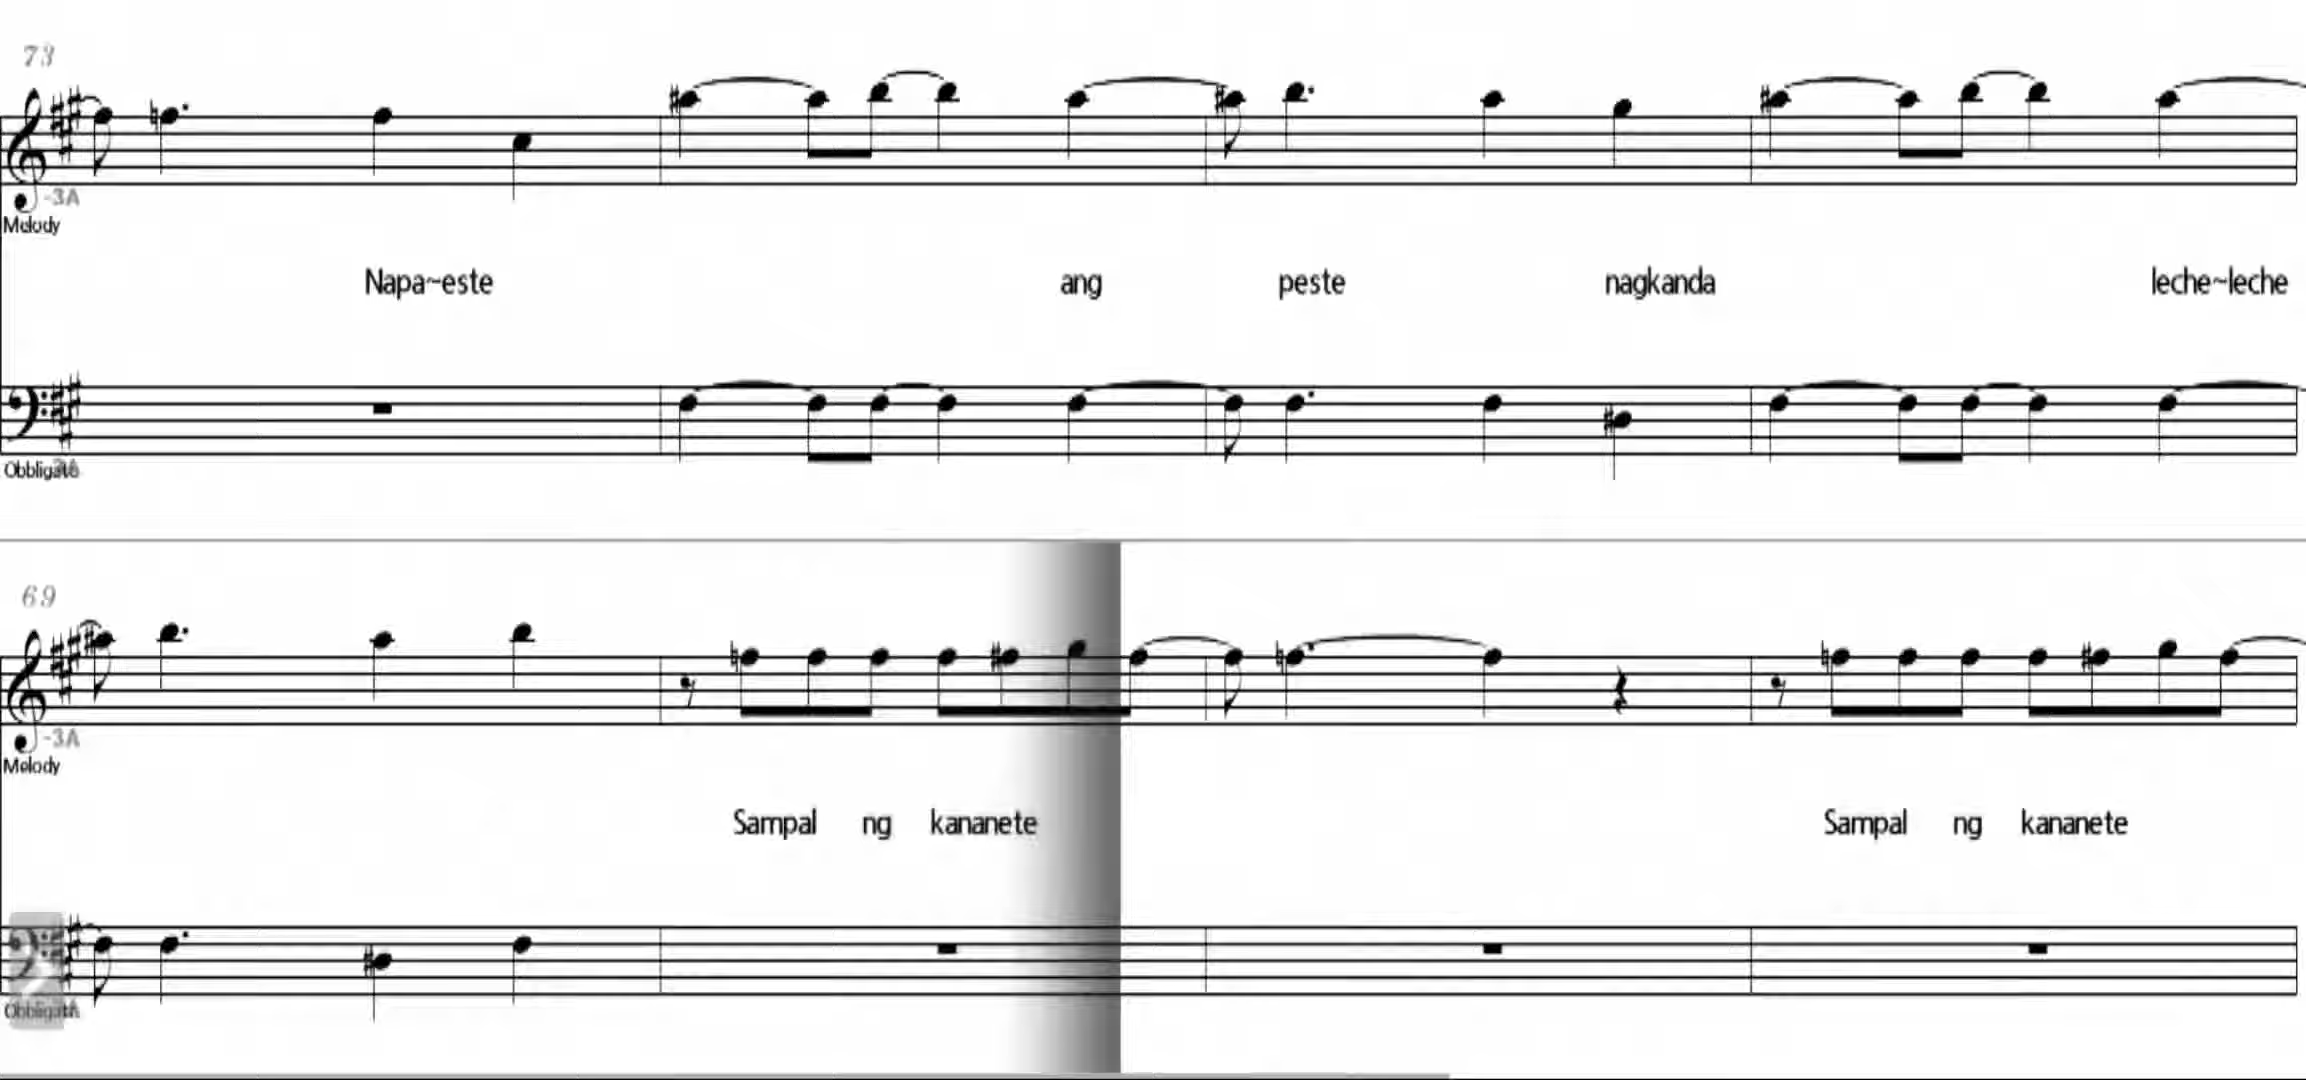 73
-3A
Melody
Napa~este ang peste nagkanda leche~leche
Obbligato
69
-3A
Melody
Sampal ng kananete Sampal ng kananete
Obbligato